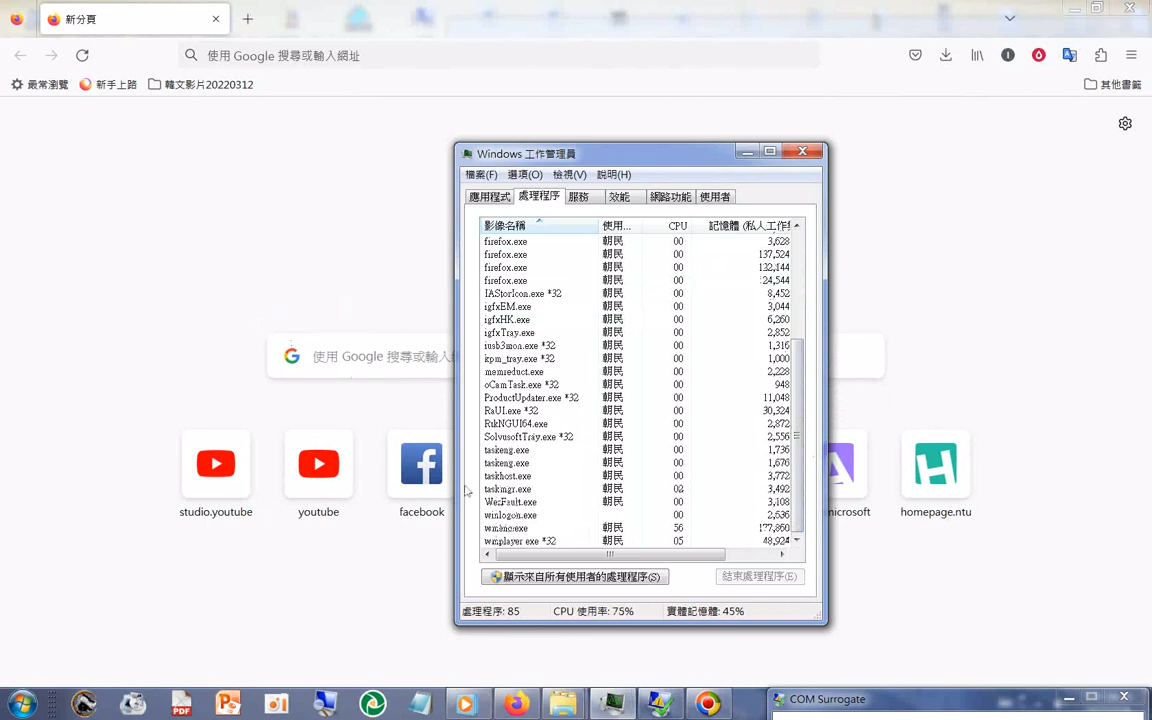 新分頁
使用 Google 搜尋或輸入網址
最常瀏覽 新手上路 韓文影片20220312 其他書籤
Windows 工作管理員
檔案(F) 選項(O) 檢視(V) 說明(H)
應用程式 處理程序 服務 效能 網路功能 使用者
影像名稱 使用... CPU 記憶體 (私人工作
firefox.exe 朝民 00 3,628
firefox.exe 朝民 00 137,524
firefox.exe 朝民 00 122,144
firefox.exe 朝民 00 124,544
IAStorIcon.exe *32 朝民 00 8,452
igfxEM.exe 朝民 00 3,044
igfxHK.exe 朝民 00 6,260
igfxTray.exe 朝民 00 2,852
iusb3mon.exe *32 朝民 00 1,316
kpm_tray.exe *32 朝民 00 1,000
memreduct.exe 朝民 00 2,228
oCamTask.exe *32 朝民 00 948
ProductUpdater.exe *32 朝民 00 11,048
RaUI.exe *32 朝民 00 30,324
RtkNGUI64.exe 朝民 00 2,872
SolvusoftTray.exe *32 朝民 00 2,556
taskeng.exe 朝民 00 1,736
taskeng.exe 朝民 00 1,676
taskhost.exe 朝民 00 3,772
taskmgr.exe 朝民 02 3,492
WerFault.exe 朝民 00 3,108
winlogon.exe 00 2,636
朝民 56 177,860
wmplayer.exe *32 朝民 05 48,924
顯示來自所有使用者的處理程序(S) 結束處理程序(E)
處理程序: 85 CPU 使用率: 75% 實體記憶體: 45%
使用 Google 搜尋或輸入
studio.youtube youtube facebook microsoft homepage.ntu
COM Surrogate